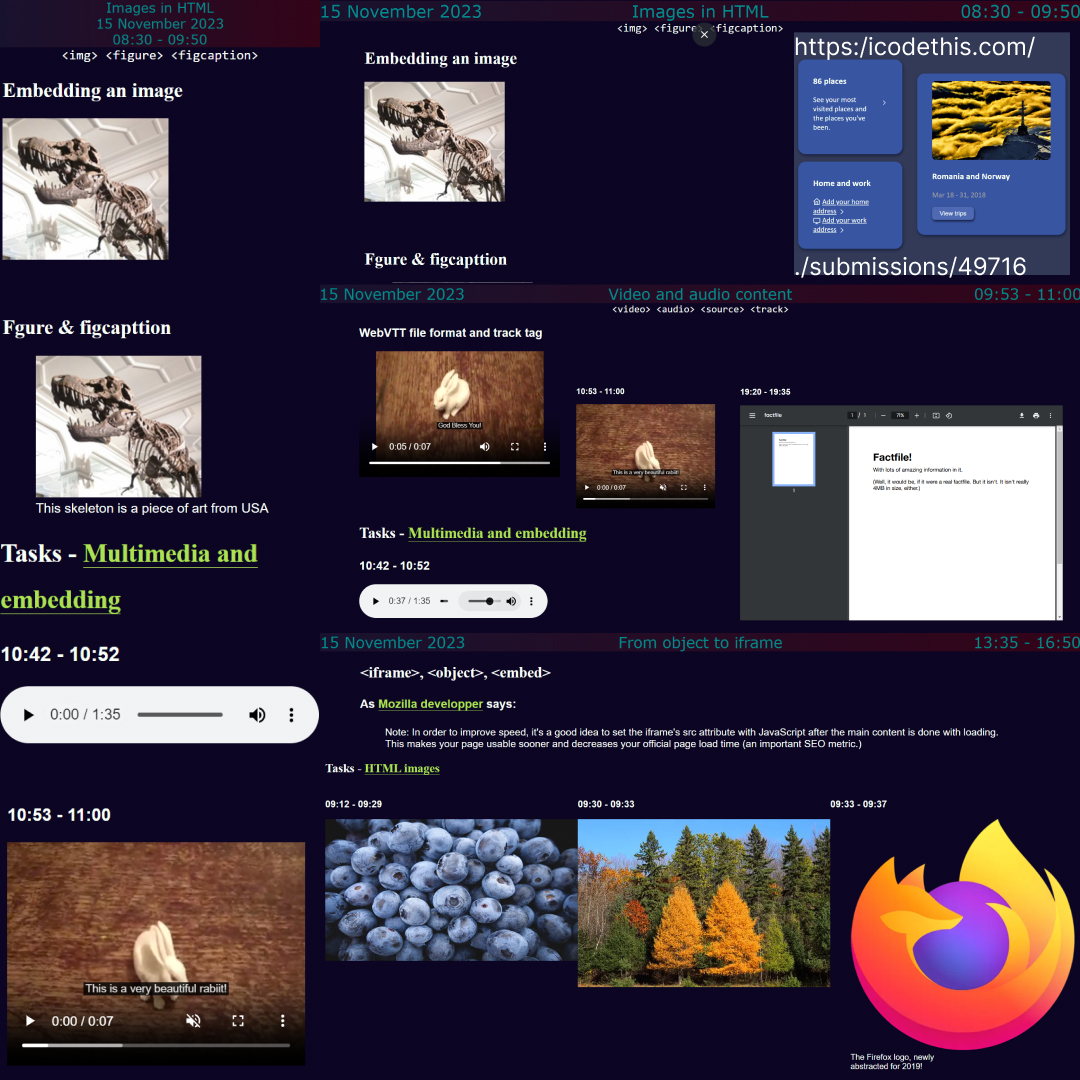 Images in HTML
15 November 2023
08:30 - 09:50
<img> <figure> <figcaption>
Embedding an image
Fgure & figcapttion
This skeleton is a piece of art from USA
Tasks - Multimedia and
embedding
10:42 - 10:52
0:00 / 1:35
10:53 - 11:00
This is a very beautiful rabiit!
0:00 / 0:07
15 November 2023 Images in HTML 08:30 - 09:50
<img> <figure> <figcaption>
Embedding an image
Fgure & figcapttion
https:/icodethis.com/
86 places
See your most
visited places and
the places you've
been.
Home and work
Add your home
address
Add your work
address
Romania and Norway
Mar 18 - 31, 2018
View trips
./submissions/49716
15 November 2023 Video and audio content 09:53 - 11:00
<video> <audio> <source> <track>
WebVTT file format and track tag
God Bless You!
0:05 / 0:07
10:53 - 11:00
This is a very beautiful rabiit!
0:00 / 0:07
Tasks - Multimedia and embedding
10:42 - 10:52
0:37 / 1:35
19:20 - 19:35
factfile
1 / 1
71%
Factfile!
With lots of amazing information in it.
(Well, it would be, if it were a real factfile. But it isn't. It isn't really
4MB in size, either.)
15 November 2023 From object to iframe 13:35 - 16:50
<iframe>, <object>, <embed>
As Mozilla developper says:
Note: In order to improve speed, it's a good idea to set the iframe's src attribute with JavaScript after the main content is done with loading.
This makes your page usable sooner and decreases your official page load time (an important SEO metric.)
Tasks - HTML images
09:12 - 09:29
09:30 - 09:33
09:33 - 09:37
The Firefox logo, newly
abstracted for 2019!